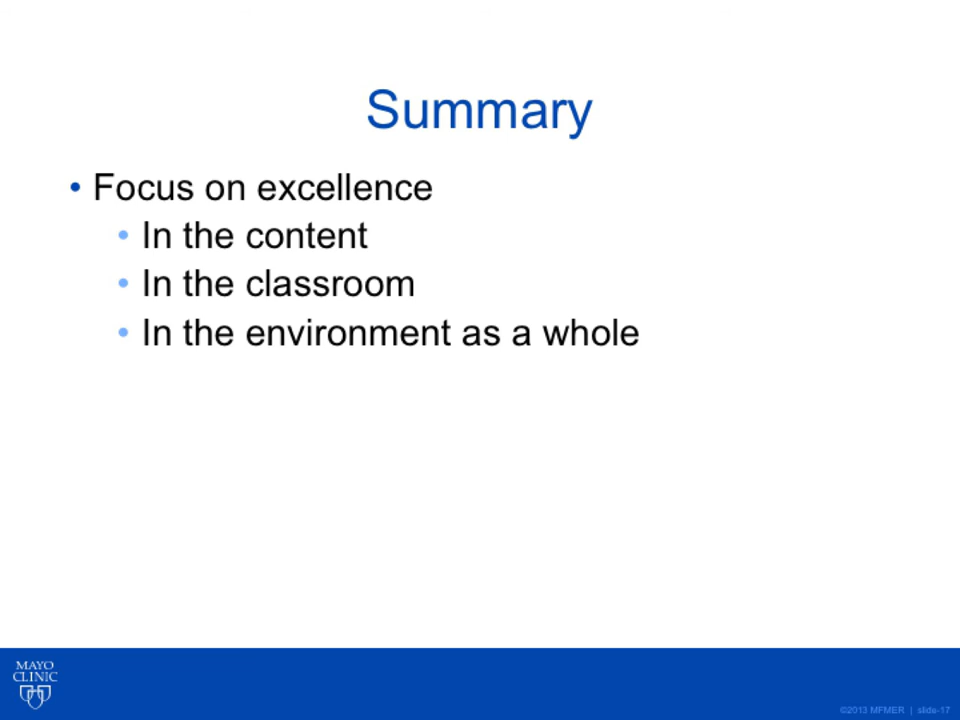 Summary
• Focus on excellence
• In the content
• In the classroom
• In the environment as a whole
MAYO
CLINIC
©2013 MFMER | slide-17